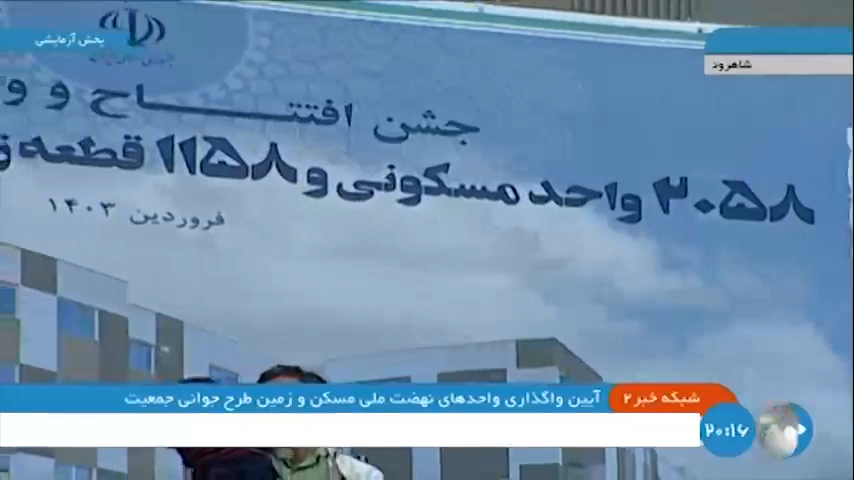 پخش آزمایشی
شاهرود
جشن افتتاح و
۲۰۵۸ واحد مسکونی و ۱۱۵۸ قطعه
فروردین ۱۴۰۳
شبکه خبر ۲
آیین واگذاری واحدهای نهضت ملی مسکن و زمین طرح جوانی جمعیت
۲۰:۱۶